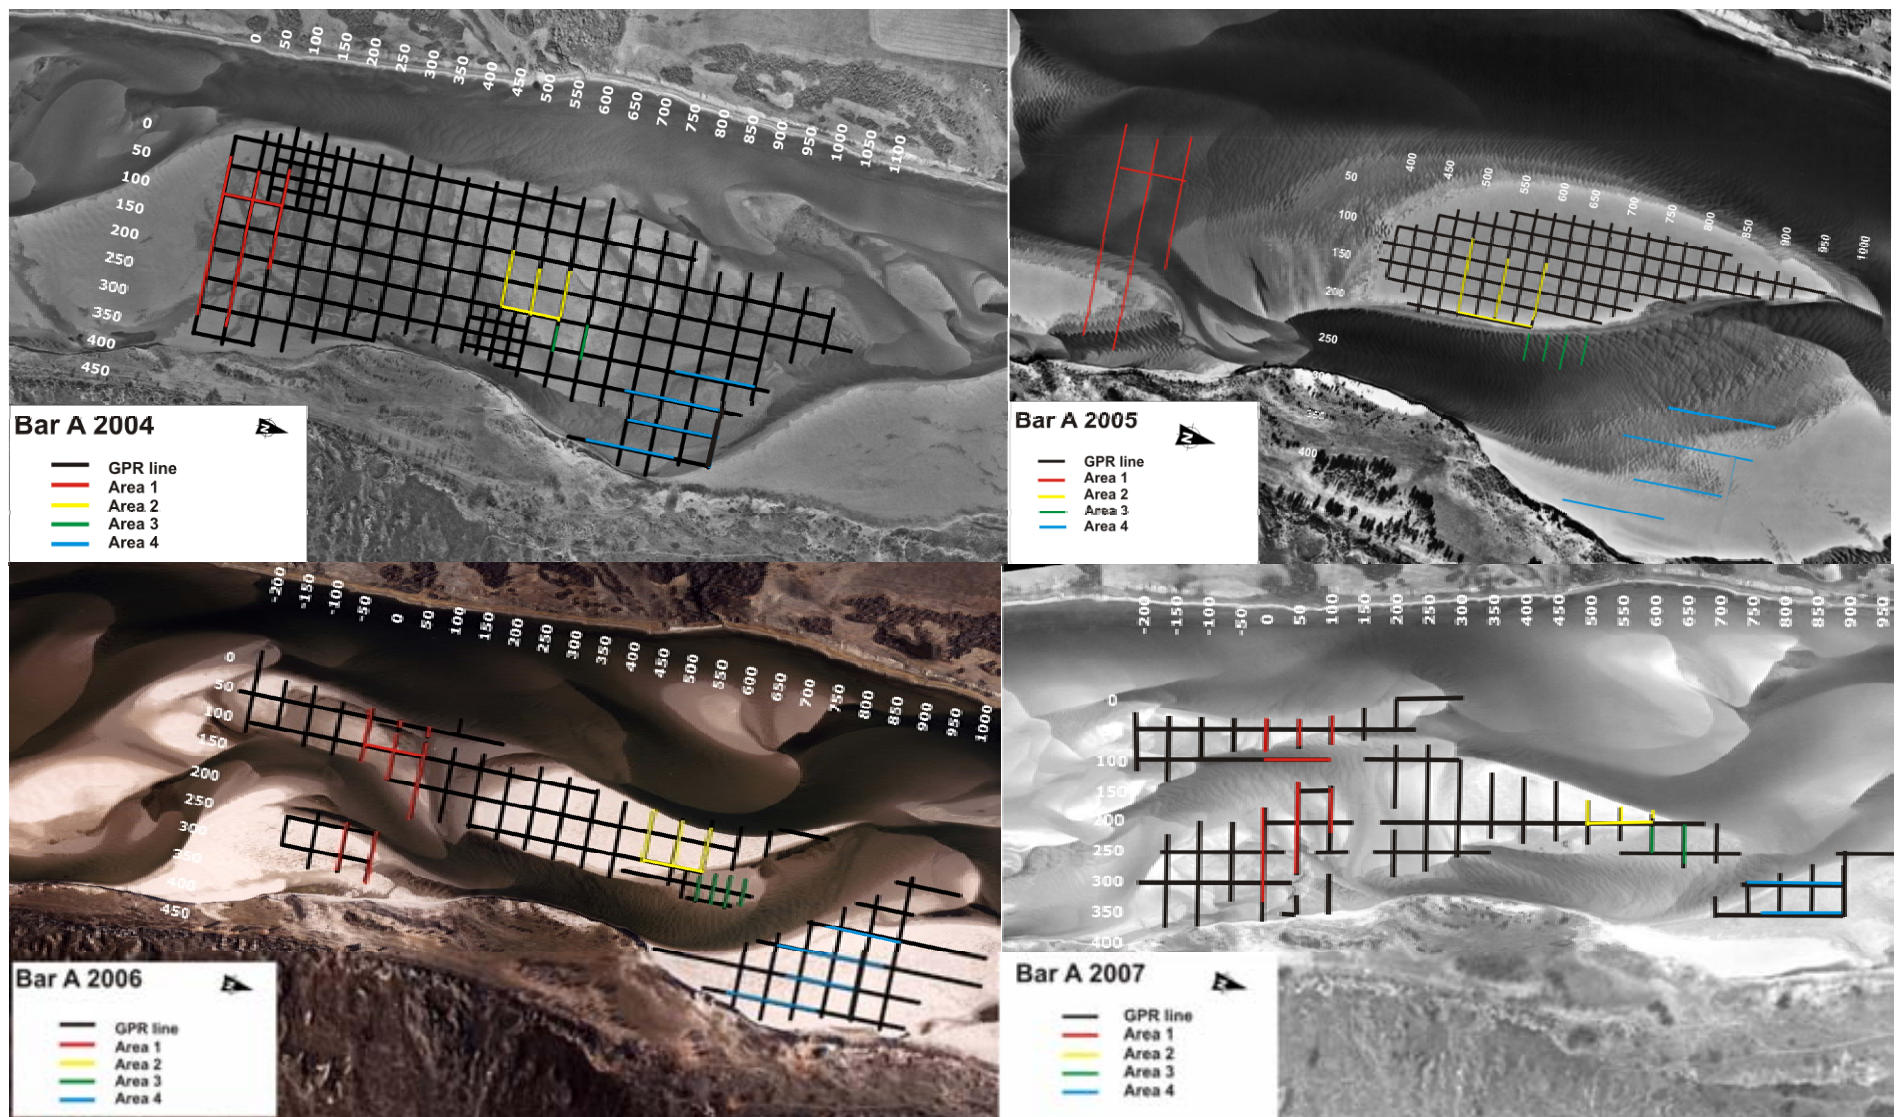 0 50 100 150 200 250 300 350 400 450 500 550 600 650 700 750 800 850 900 950 1000 1050 1100
0
50
100
150
200
250
300
350
400
450
Bar A 2004
N
GPR line
Area 1
Area 2
Area 3
Area 4
400 450 500 550 600 650 700 750 800 850 900 950 1000
50
100
150
200
250
300
350
400
Bar A 2005
N
GPR line
Area 1
Area 2
Area 3
Area 4
-200 -150 -100 -50 0 50 100 150 200 250 300 350 400 450 500 550 600 650 700 750 800 850 900 950 1000
0
50
100
150
200
250
300
350
400
450
Bar A 2006
N
GPR line
Area 1
Area 2
Area 3
Area 4
-200 -150 -100 -50 0 50 100 150 200 250 300 350 400 450 500 550 600 650 700 750 800 850 900 950
0
100
150
200
250
300
350
400
Bar A 2007
N
GPR line
Area 1
Area 2
Area 3
Area 4